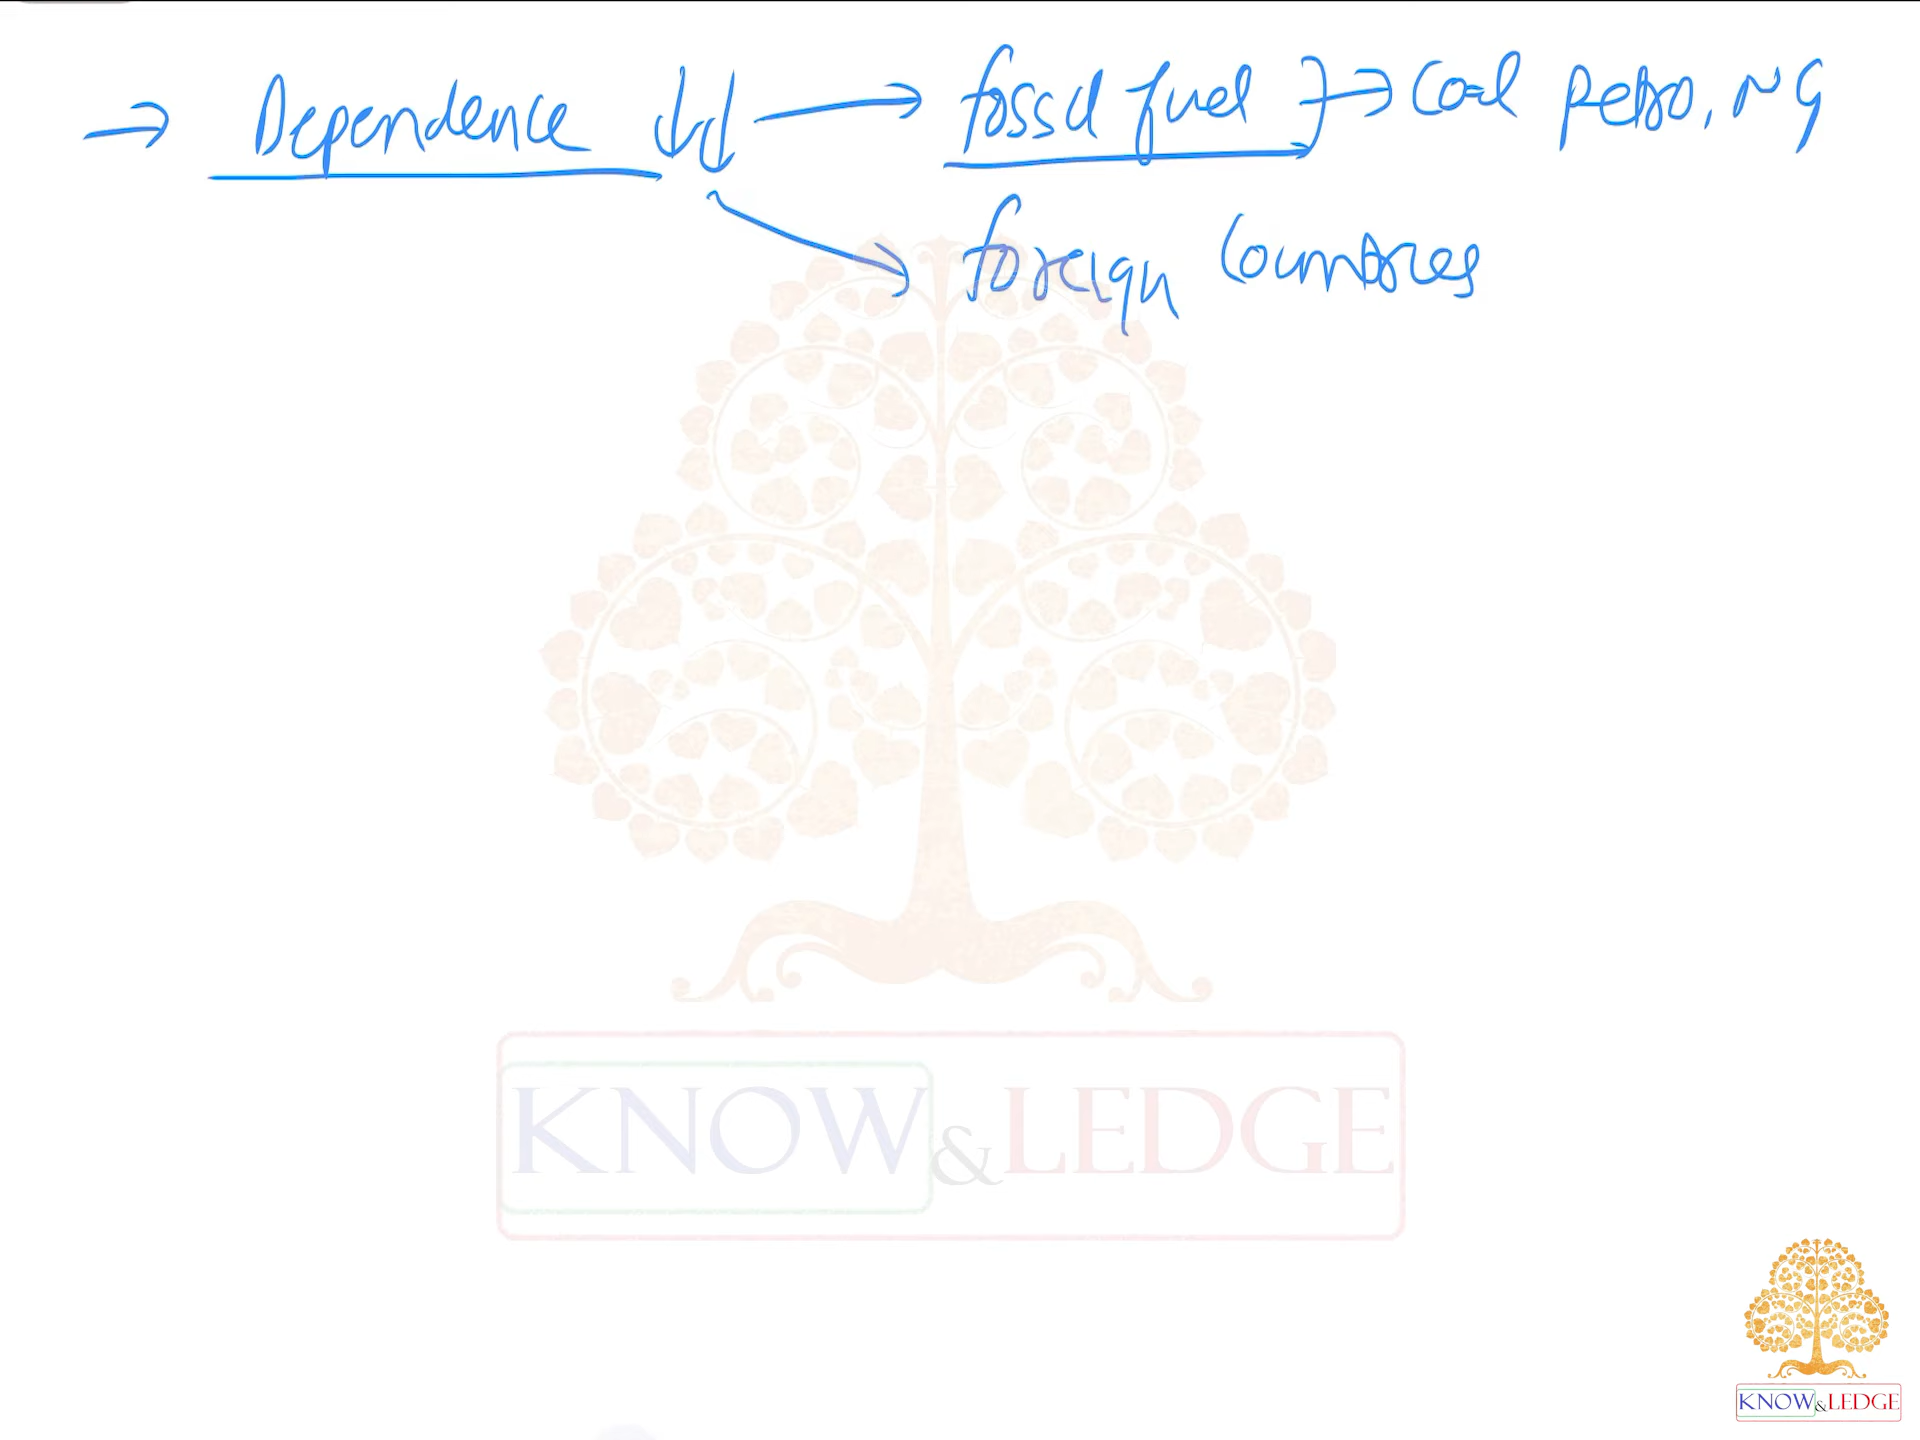 → Dependence ↓↓ → fossil fuel } → Coal Petro, NG
→ foreign Countries
KNOW&LEDGE
KNOW&LEDGE